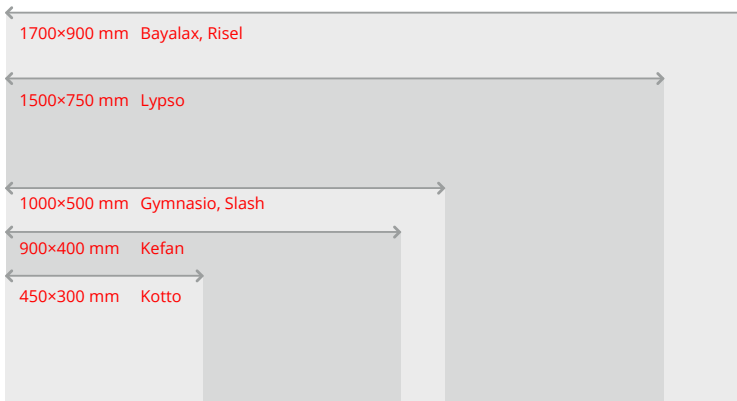 1700×900 mm Bayalax, Risel
1500×750 mm Lypso
1000×500 mm Gymnasio, Slash
900×400 mm Kefan
450×300 mm Kotto